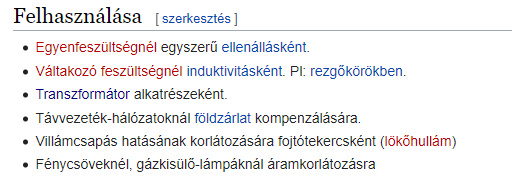 Felhasználása [ szerkesztés ]
Egyenfeszültségnél egyszerű ellenállásként.
Váltakozó feszültségnél induktivitásként. Pl: rezgőkörökben.
Transzformátor alkatrészeként.
Távvezeték-hálózatoknál földzárlat kompenzálására.
Villámcsapás hatásának korlátozására fojtótekercsként (lökőhullám)
Fénycsöveknél, gázkisülő-lámpáknál áramkorlátozásra